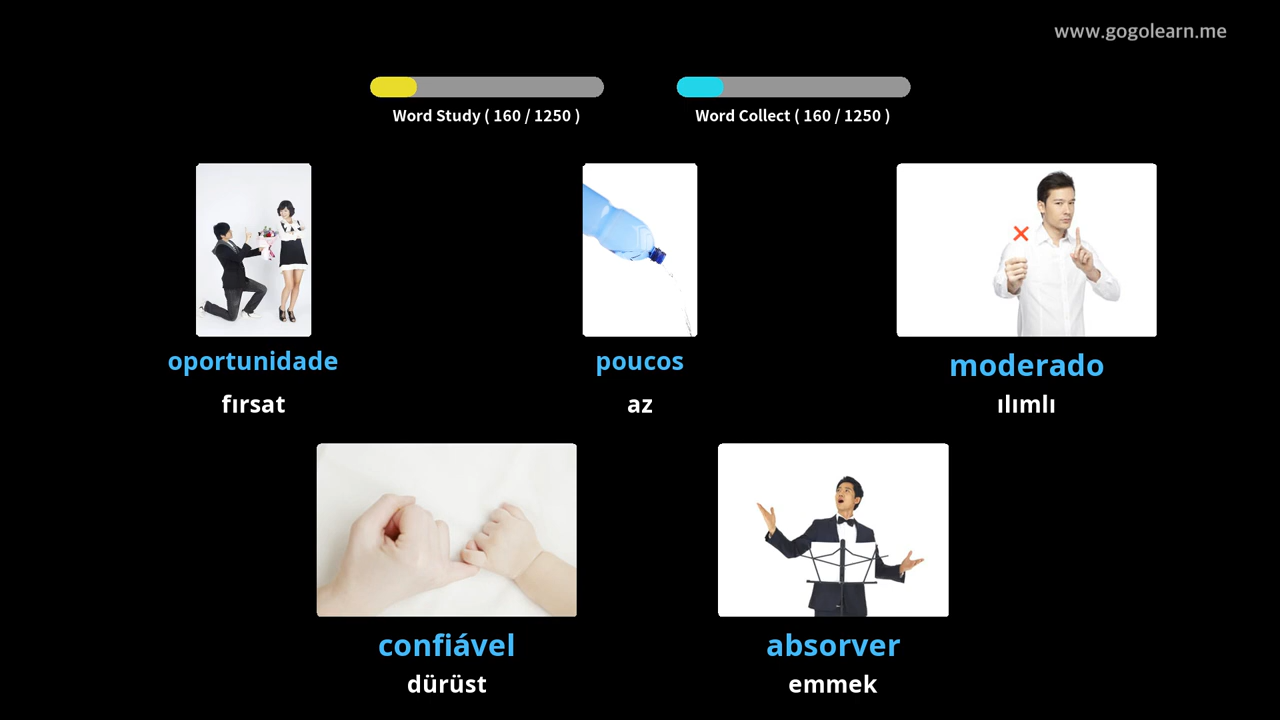 www.gogolearn.me
Word Study ( 160 / 1250 )
Word Collect ( 160 / 1250 )
oportunidade
fırsat
poucos
az
moderado
ılımlı
confiável
dürüst
absorver
emmek